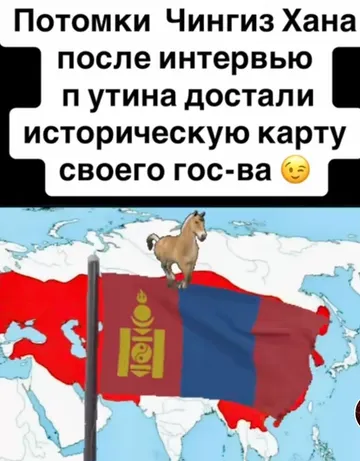 Потомки Чингиз Хана
после интервью
п утина достали
историческую карту
своего гос-ва 😉